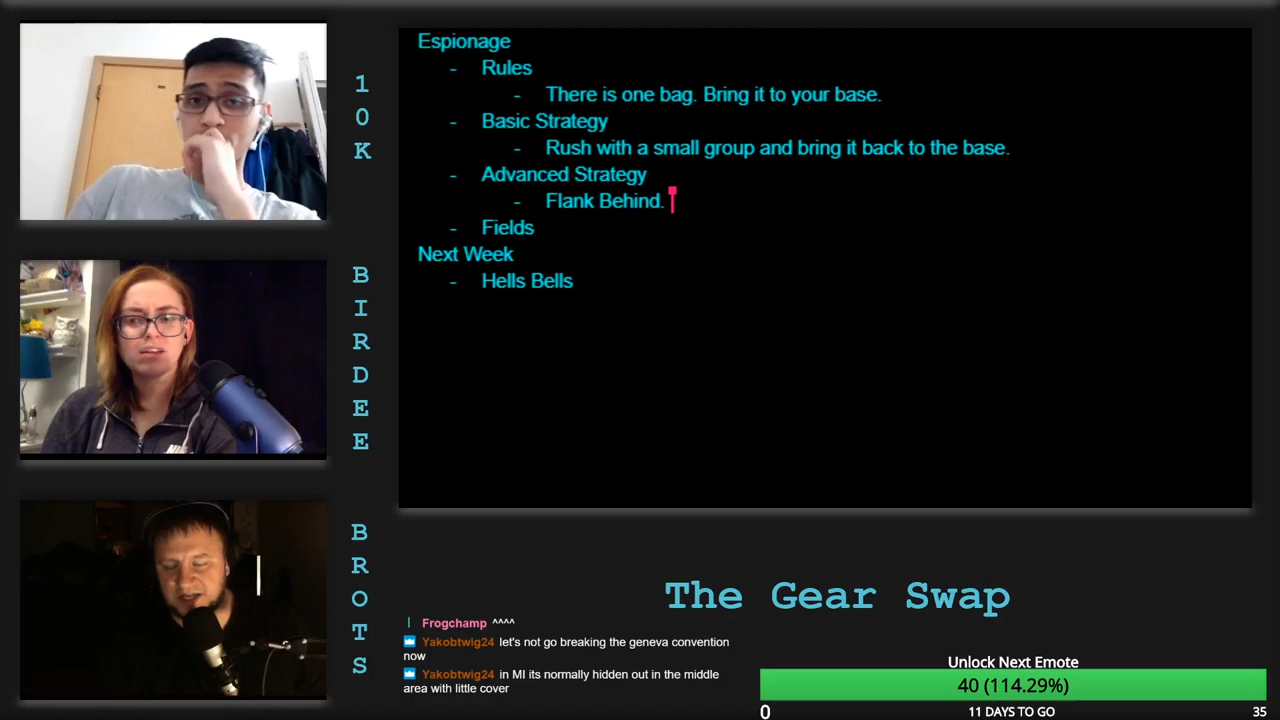 Espionage
- Rules
- There is one bag. Bring it to your base.
- Basic Strategy
- Rush with a small group and bring it back to the base.
- Advanced Strategy
- Flank Behind.
- Fields
Next Week
- Hells Bells
10K
BIRDEE
BROTS
The Gear Swap
Frogchamp ^^^^
Yakobtwig24 let's not go breaking the geneva convention
now
Yakobtwig24 in MI its normally hidden out in the middle
area with little cover
Unlock Next Emote
40 (114.29%)
0 11 DAYS TO GO 35